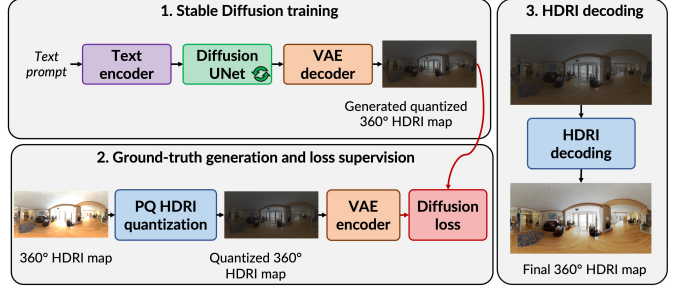 1. Stable Diffusion training
Text
prompt
Text
encoder
Diffusion
UNet
VAE
decoder
Generated quantized
360° HDRI map
2. Ground-truth generation and loss supervision
360° HDRI map
PQ HDRI
quantization
Quantized 360°
HDRI map
VAE
encoder
Diffusion
loss
3. HDRI decoding
HDRI
decoding
Final 360° HDRI map